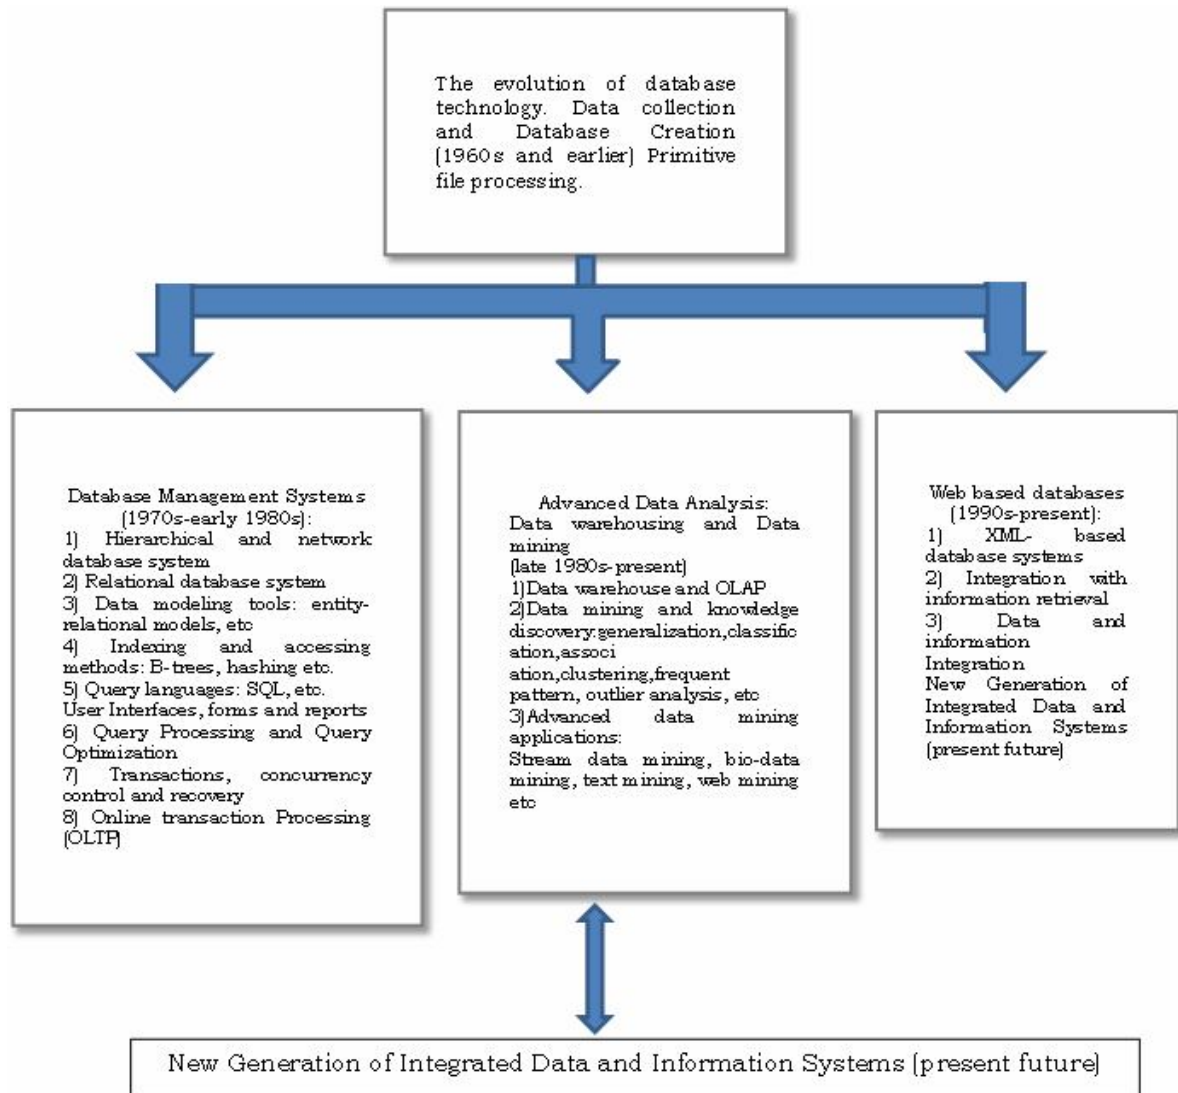 The evolution of database
technology. Data collection
and Database Creation
(1960s and earlier) Primitive
file processing.
Database Management Systems
(1970s-early 1980s):
1) Hierarchical and network
database system
2) Relational database system
3) Data modeling tools: entity-
relational models, etc
4) Indexing and accessing
methods: B-trees, hashing etc.
5) Query languages: SQL, etc.
User Interfaces, forms and reports
6) Query Processing and Query
Optimization
7) Transactions, concurrency
control and recovery
8) Online transaction Processing
(OLTP)
Advanced Data Analysis:
Data warehousing and Data
mining
(late 1980s-present)
1)Data warehouse and OLAP
2)Data mining and knowledge
discovery:generalization,classific
ation,associ
ation,clustering,frequent
pattern, outlier analysis, etc
3)Advanced data mining
applications:
Stream data mining, bio-data
mining, text mining, web mining
etc
Web based databases
(1990s-present):
1) XML- based
database systems
2) Integration with
information retrieval
3) Data and
information
Integration
New Generation of
Integrated Data and
Information Systems
(present future)
New Generation of Integrated Data and Information Systems (present future)